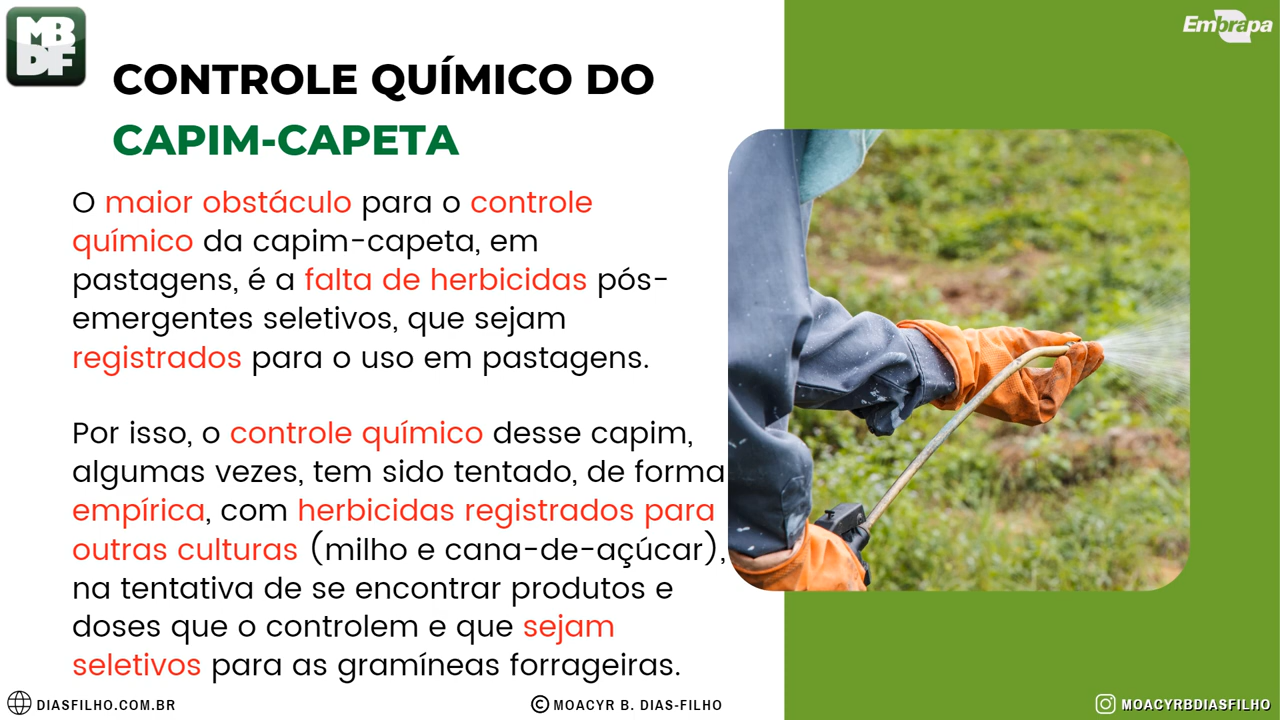 MB
DF
Embrapa
CONTROLE QUÍMICO DO
CAPIM-CAPETA
O maior obstáculo para o controle
químico da capim-capeta, em
pastagens, é a falta de herbicidas pós-
emergentes seletivos, que sejam
registrados para o uso em pastagens.
Por isso, o controle químico desse capim,
algumas vezes, tem sido tentado, de forma
empírica, com herbicidas registrados para
outras culturas (milho e cana-de-açúcar),
na tentativa de se encontrar produtos e
doses que o controlem e que sejam
seletivos para as gramíneas forrageiras.
DIASFILHO.COM.BR
© MOACYR B. DIAS-FILHO
MOACYRBDIASFILHO